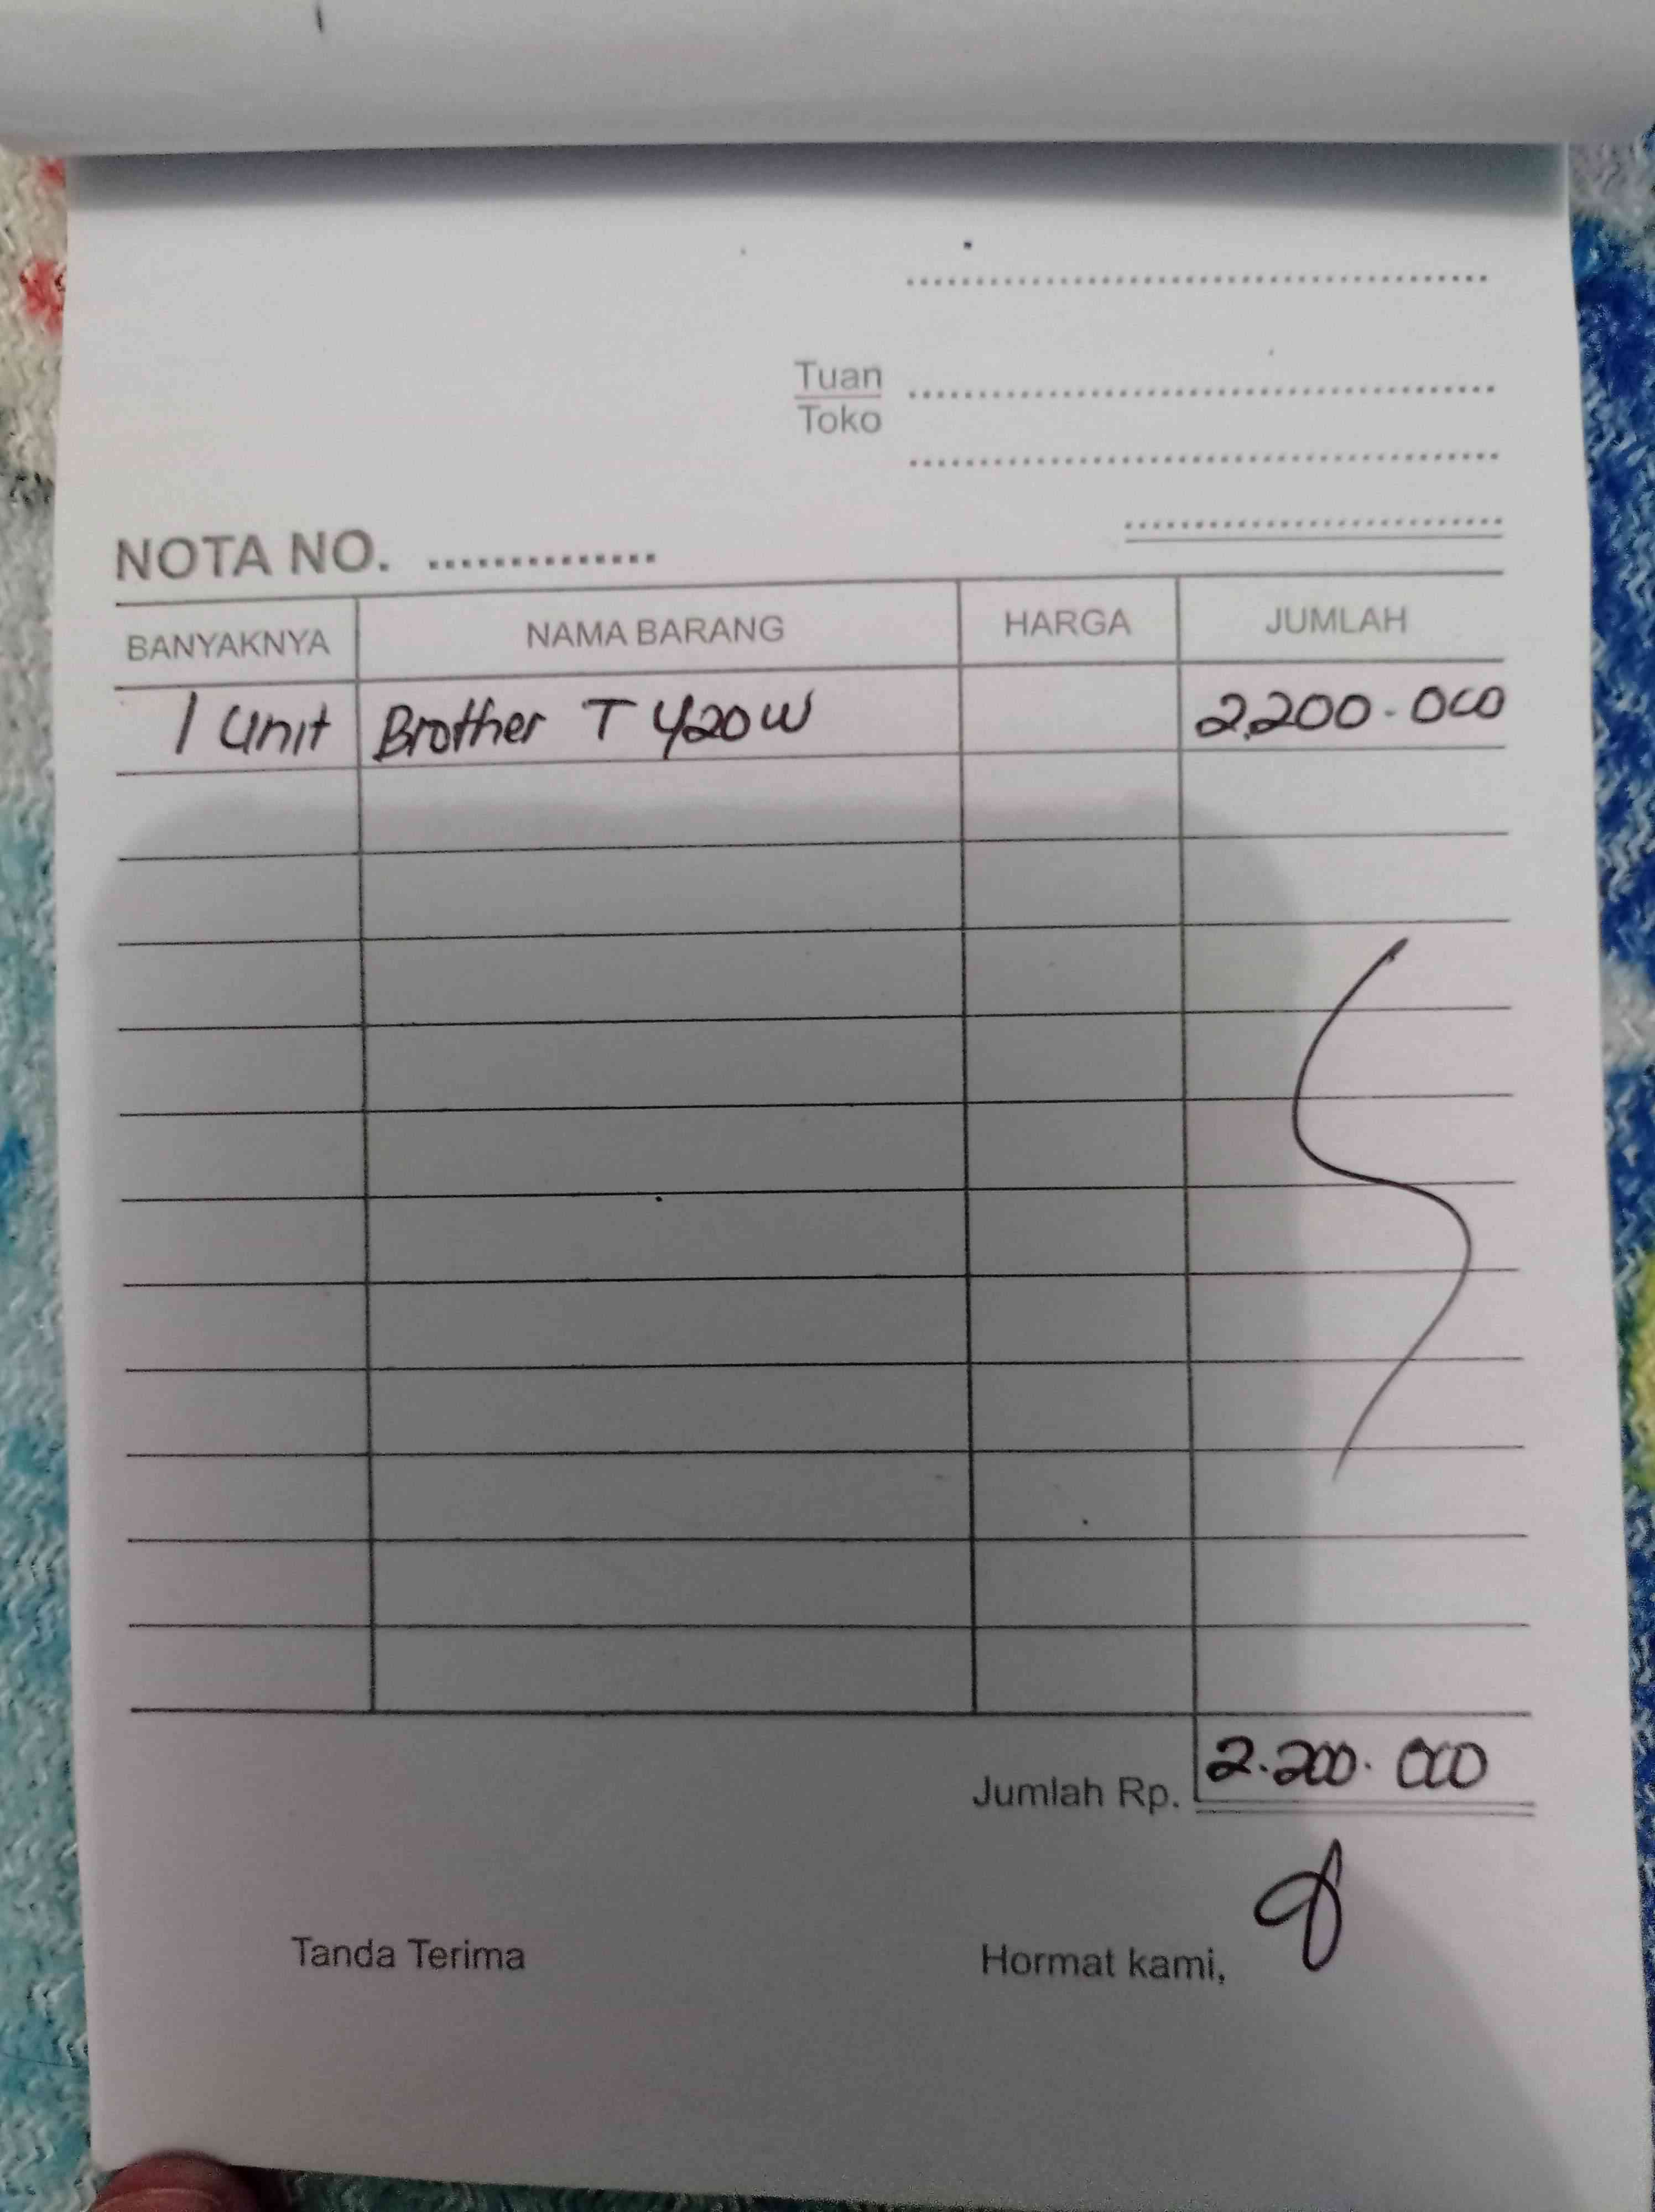 Tuan
Toko
NOTA NO. ..............
BANYAKNYA NAMA BARANG HARGA JUMLAH
1 Unit Brother T 420W 2.200.000
Jumlah Rp. 2.200.000
Tanda Terima Hormat kami,